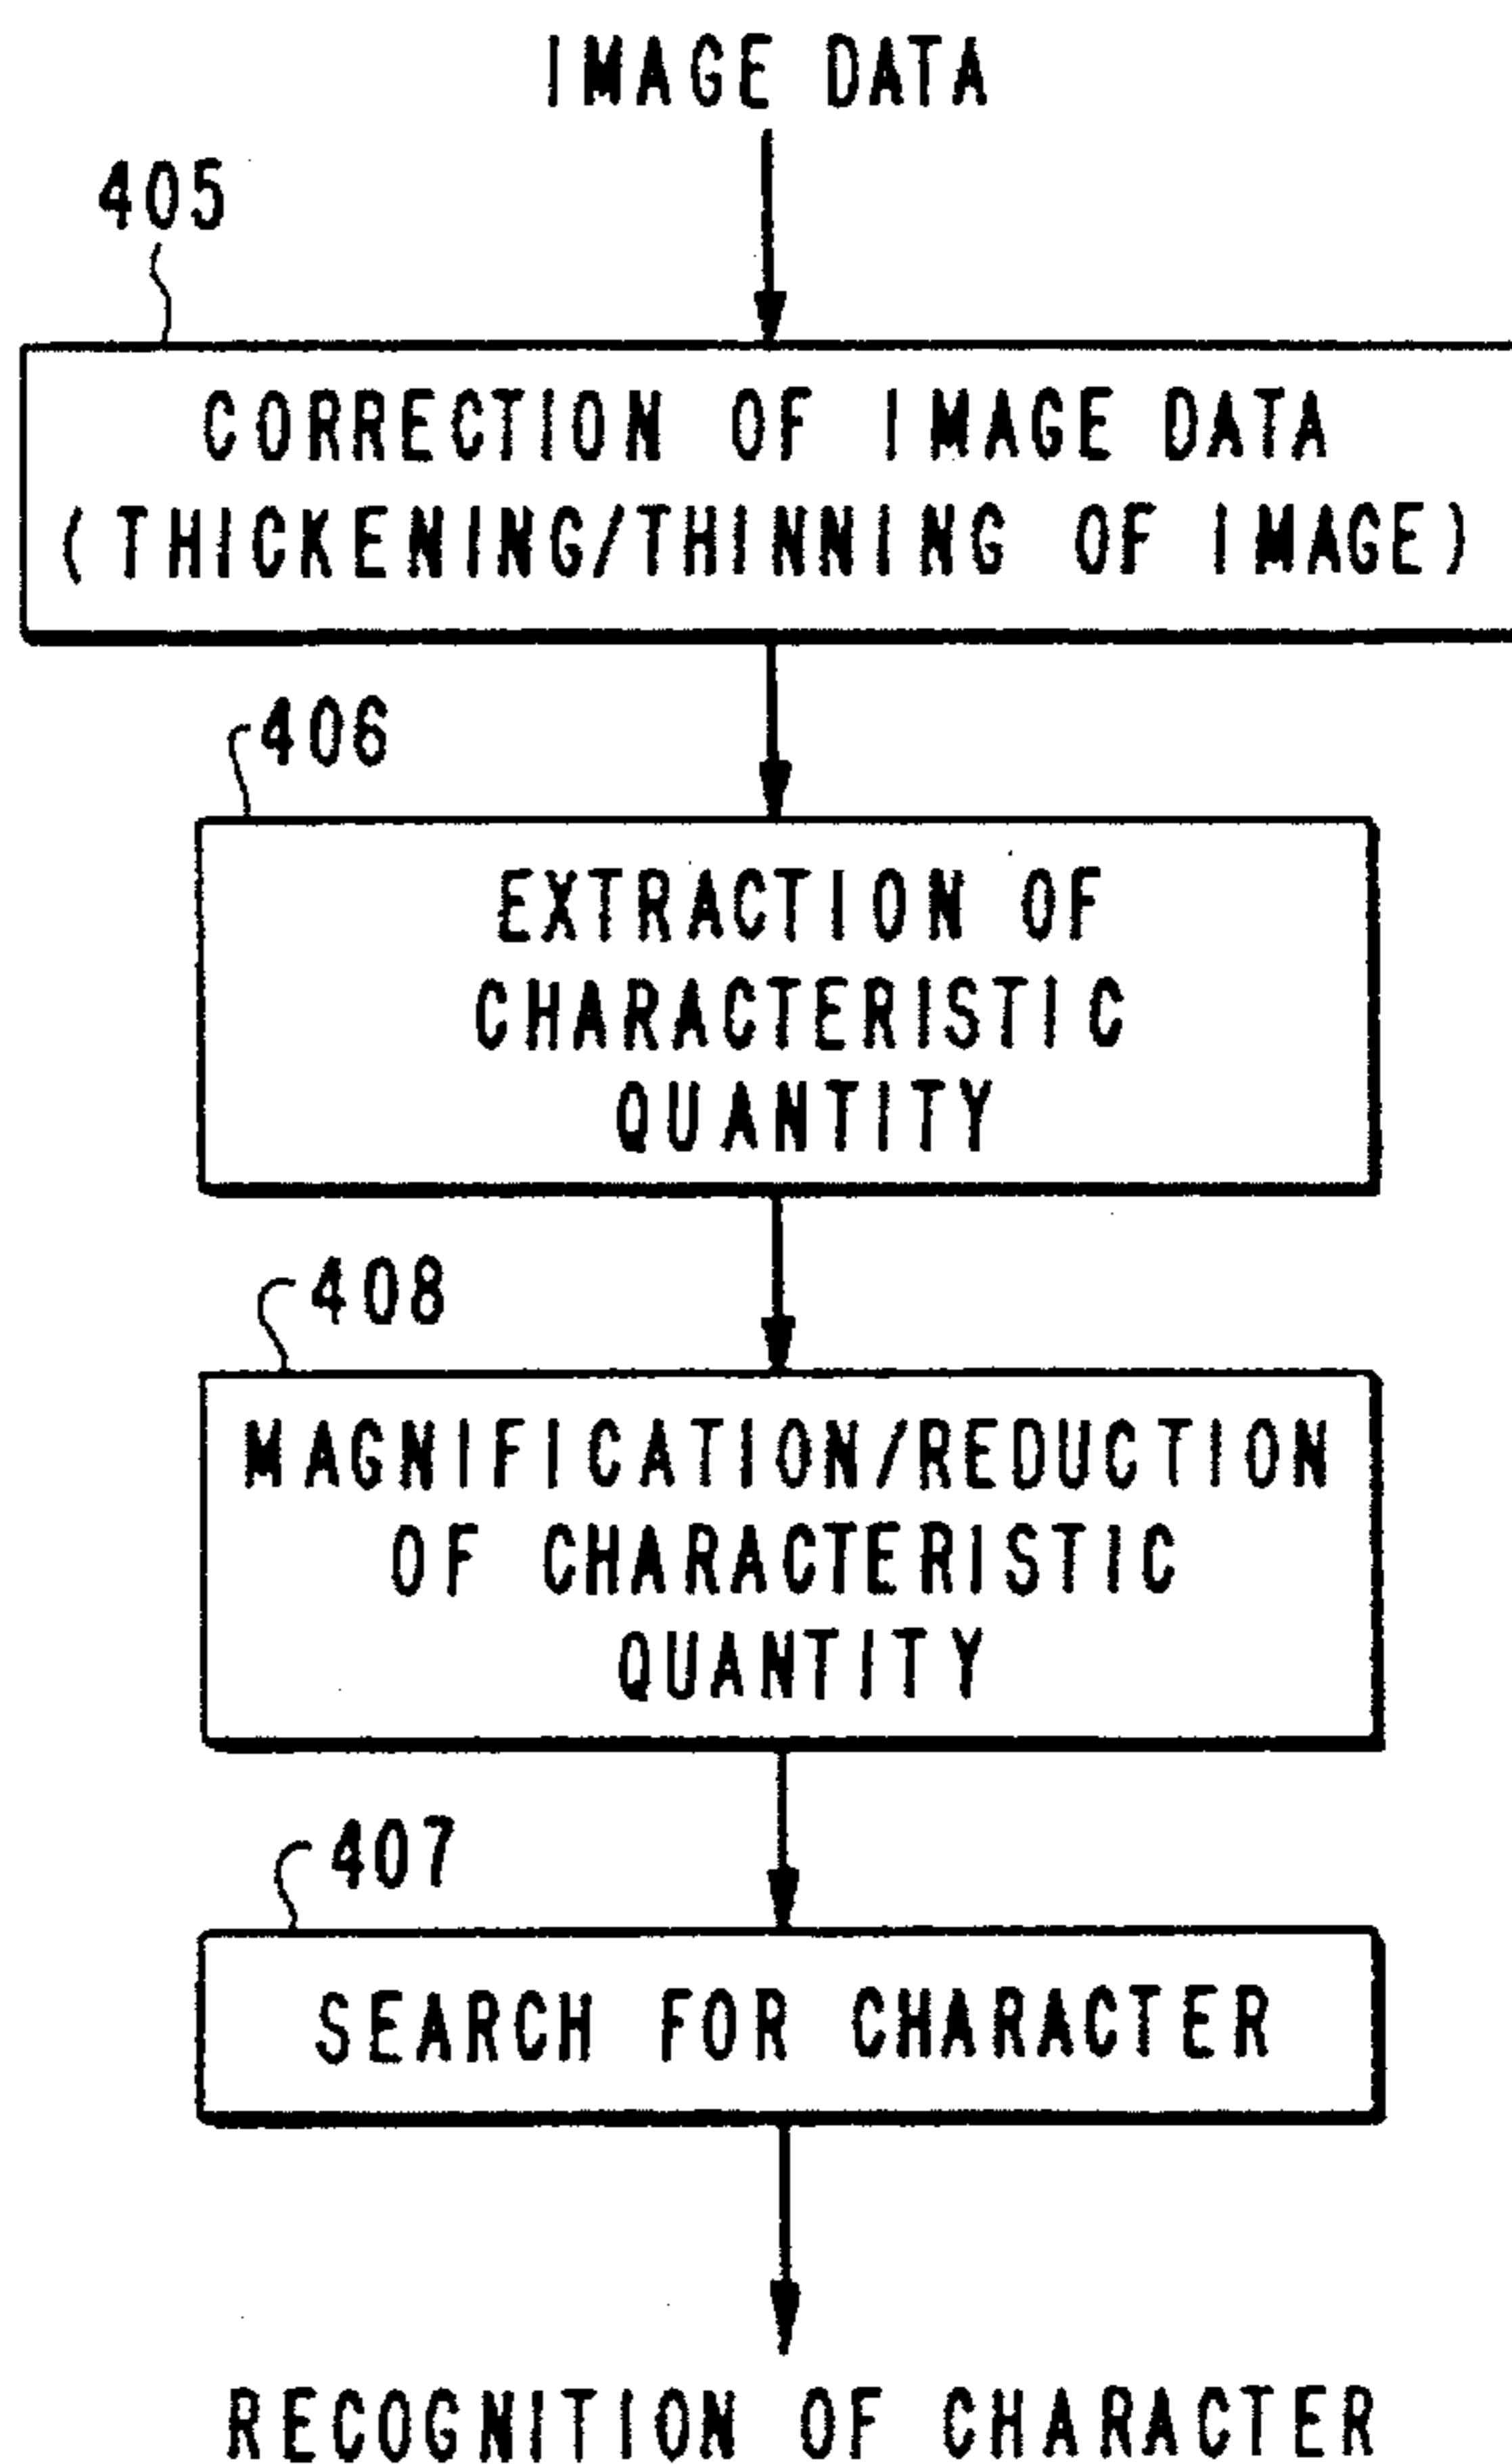 IMAGE DATA
405
CORRECTION OF IMAGE DATA
(THICKENING/THINNING OF IMAGE)
406
EXTRACTION OF
CHARACTERISTIC
QUANTITY
408
MAGNIFICATION/REDUCTION
OF CHARACTERISTIC
QUANTITY
407
SEARCH FOR CHARACTER
RECOGNITION OF CHARACTER